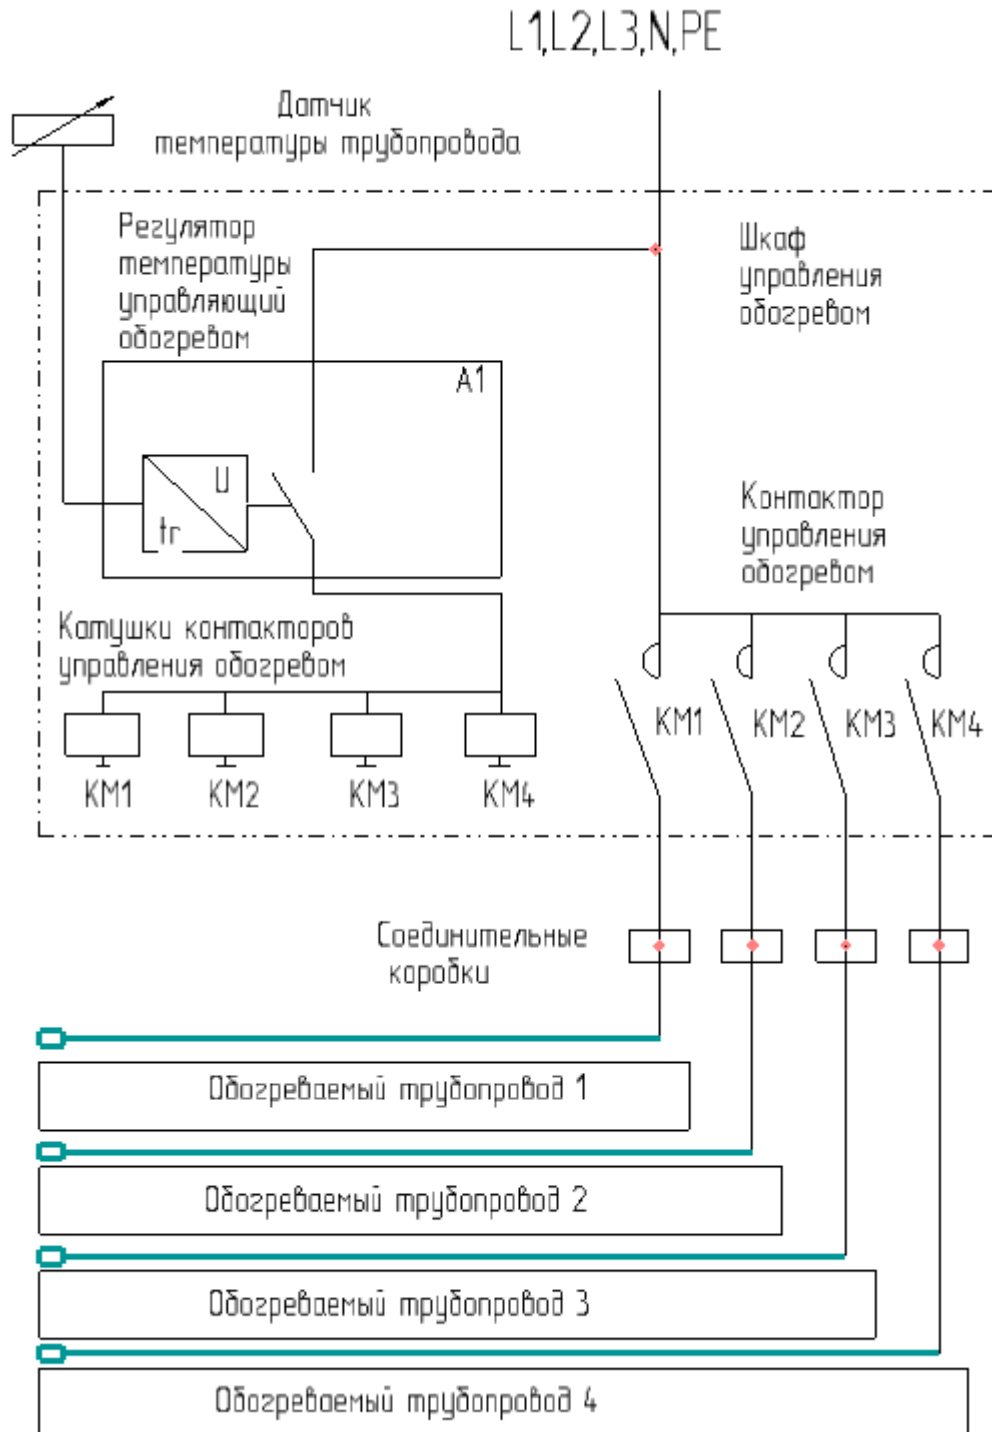 L1,L2,L3,N,PE
Датчик
температуры трубопровода
Регулятор
температуры
управляющий
обогревом
Шкаф
управления
обогревом
A1
U
tr
Контактор
управления
обогревом
Катушки контакторов
управления обогревом
KM1
KM2
KM3
KM4
KM1
KM2
KM3
KM4
Соединительные
коробки
Обогреваемый трубопровод 1
Обогреваемый трубопровод 2
Обогреваемый трубопровод 3
Обогреваемый трубопровод 4